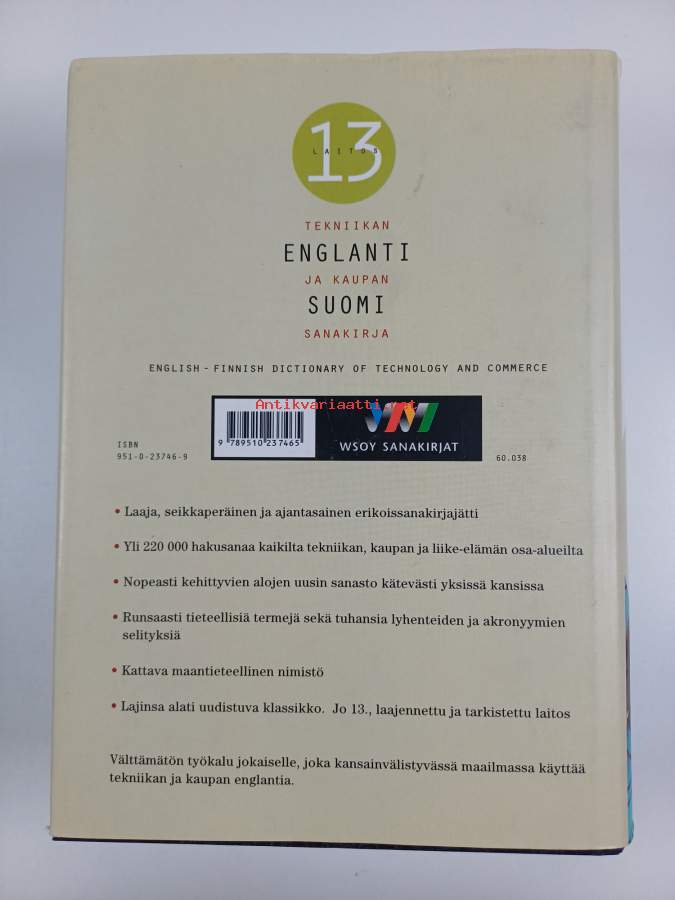 13
LAITOS
TEKNIIKAN
ENGLANTI
JA KAUPAN
SUOMI
SANAKIRJA
ENGLISH - FINNISH DICTIONARY OF TECHNOLOGY AND COMMERCE
Antikvariaatti.net
ISBN
951-0-23746-9
9 789510 237465
WSOY SANAKIRJAT
60.038
• Laaja, seikkaperäinen ja ajantasainen erikoissanakirjajätti
• Yli 220 000 hakusanaa kaikilta tekniikan, kaupan ja liike-elämän osa-alueilta
• Nopeasti kehittyvien alojen uusin sanasto kätevästi yksissä kansissa
• Runsaasti tieteellisiä termejä sekä tuhansia lyhenteiden ja akronyymien
selityksiä
• Kattava maantieteellinen nimistö
• Lajinsa alati uudistuva klassikko. Jo 13., laajennettu ja tarkistettu laitos
Välttämätön työkalu jokaiselle, joka kansainvälistyvässä maailmassa käyttää
tekniikan ja kaupan englantia.